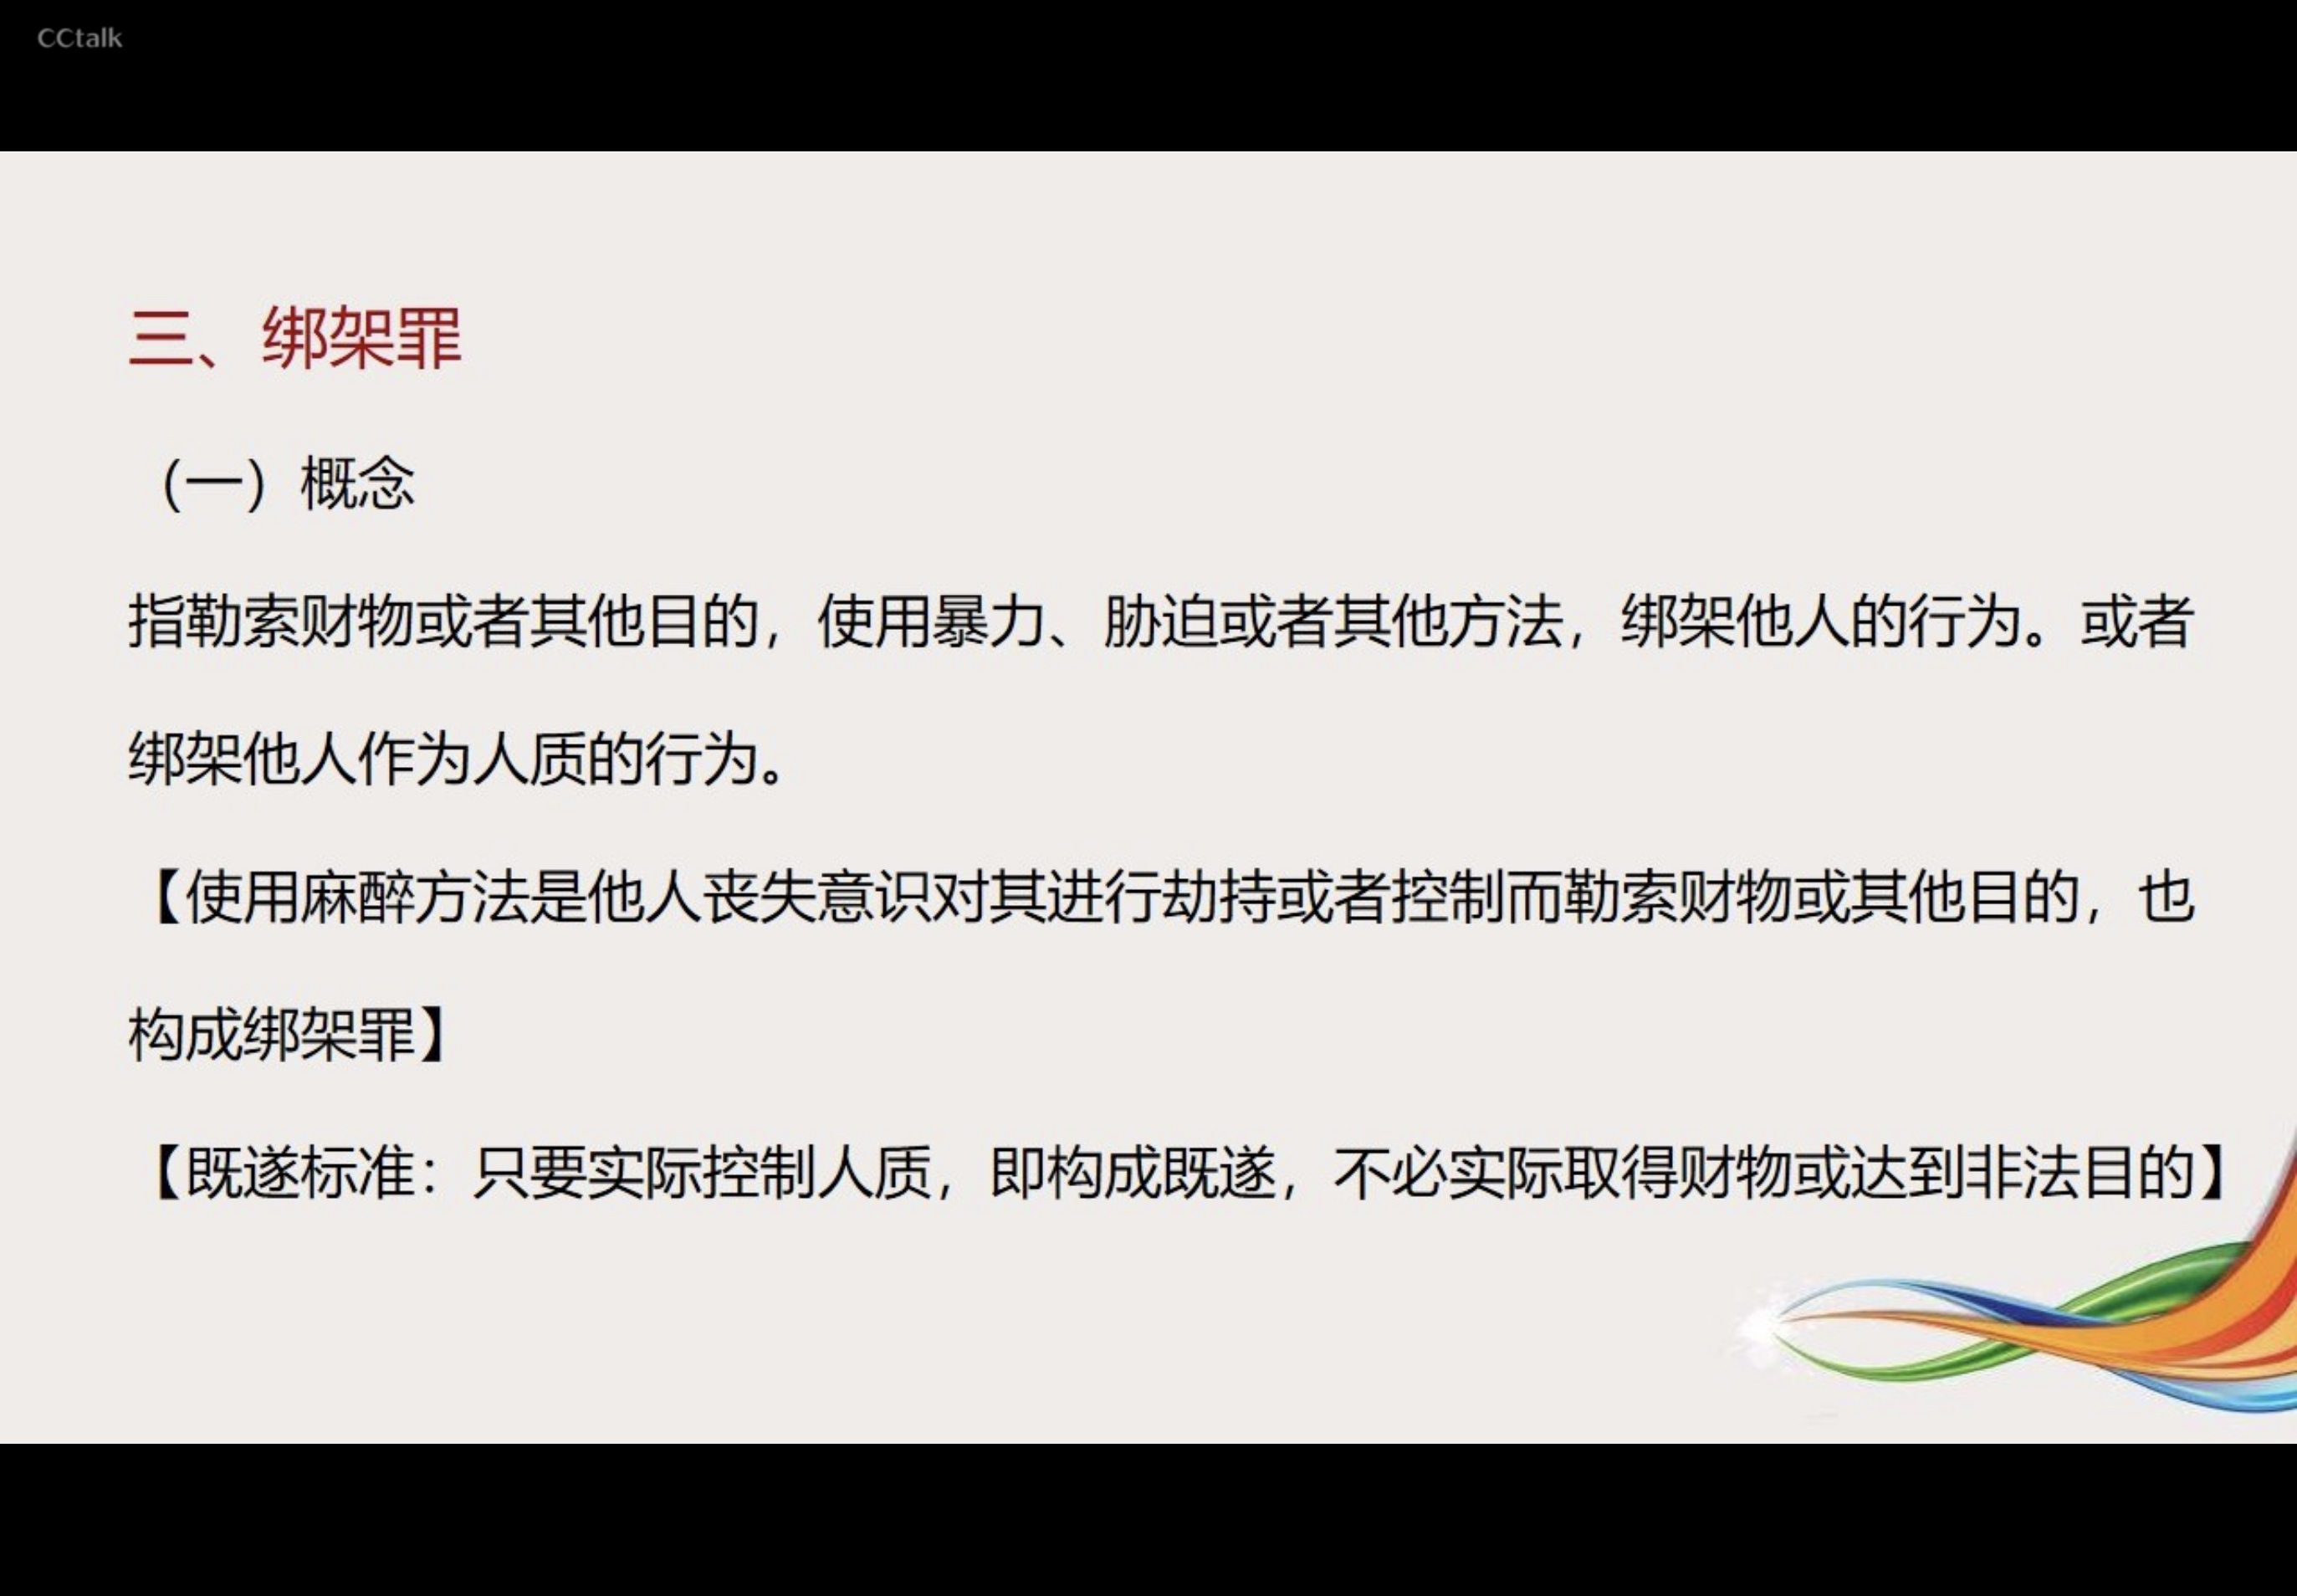 CCtalk
三、绑架罪
（一）概念
指勒索财物或者其他目的，使用暴力、胁迫或者其他方法，绑架他人的行为。或者
绑架他人作为人质的行为。
【使用麻醉方法是他人丧失意识对其进行劫持或者控制而勒索财物或其他目的，也
构成绑架罪】
【既遂标准：只要实际控制人质，即构成既遂，不必实际取得财物或达到非法目的】